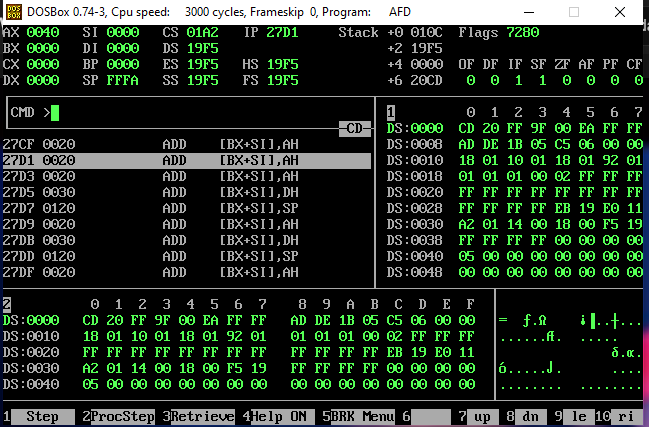 DOSBox 0.74-3, Cpu speed: 3000 cycles, Frameskip 0, Program: AFD
AX 0040 SI 0000 CS 01A2 IP 27D1 Stack +0 010C Flags 7280
BX 0000 DI 0000 DS 19F5 +2 19F5
CX 0000 BP 0000 ES 19F5 HS 19F5 +4 0000 OF DF IF SF ZF AF PF CF
DX 0000 SP FFFA SS 19F5 FS 19F5 +6 20CD 0 0 1 1 0 0 0 0
CMD >
CD
1 0 1 2 3 4 5 6 7
DS:0000 CD 20 FF 9F 00 EA FF FF
DS:0008 AD DE 1B 05 C5 06 00 00
DS:0010 18 01 10 01 18 01 92 01
DS:0018 01 01 01 00 02 FF FF FF
DS:0020 FF FF FF FF FF FF FF FF
DS:0028 FF FF FF FF EB 19 E0 11
DS:0030 A2 01 14 00 18 00 F5 19
DS:0038 FF FF FF FF 00 00 00 00
DS:0040 05 00 00 00 00 00 00 00
DS:0048 00 00 00 00 00 00 00 00
27CF 0020 ADD [BX+SI],AH
27D1 0020 ADD [BX+SI],AH
27D3 0020 ADD [BX+SI],AH
27D5 0030 ADD [BX+SI],DH
27D7 0120 ADD [BX+SI],SP
27D9 0020 ADD [BX+SI],AH
27DB 0030 ADD [BX+SI],DH
27DD 0120 ADD [BX+SI],SP
27DF 0020 ADD [BX+SI],AH
2 0 1 2 3 4 5 6 7 8 9 A B C D E F
DS:0000 CD 20 FF 9F 00 EA FF FF AD DE 1B 05 C5 06 00 00 = ƒ.Ω ¡▐..┼...
DS:0010 18 01 10 01 18 01 92 01 01 01 01 00 02 FF FF FF ......Æ. .....
DS:0020 FF FF FF FF FF FF FF FF FF FF FF FF EB 19 E0 11 δ.α.
DS:0030 A2 01 14 00 18 00 F5 19 FF FF FF FF 00 00 00 00 ó.....⌡. ....
DS:0040 05 00 00 00 00 00 00 00 00 00 00 00 00 00 00 00 ........ ........
1 Step 2ProcStep 3Retrieve 4Help ON 5BRK Menu 6 7 up 8 dn 9 le 10 ri